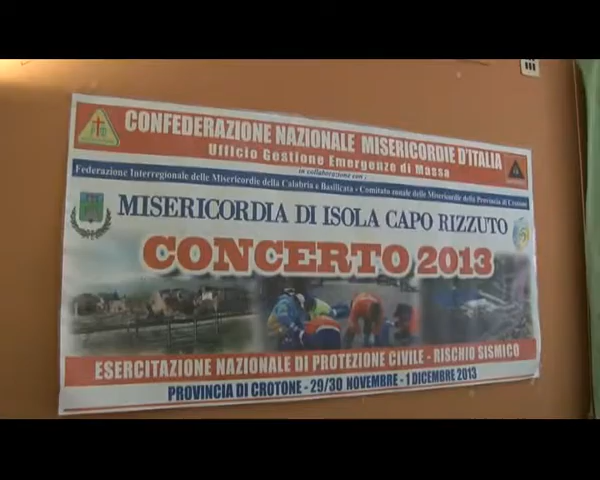 CONFEDERAZIONE NAZIONALE MISERICORDIE D'ITALIA
Ufficio Gestione Emergenze di Massa
in collaborazione con:
Federazione Interregionale delle Misericordie della Calabria e Basilicata • Comitato zonale delle Misericordie della Provincia di Crotone
MISERICORDIA DI ISOLA CAPO RIZZUTO
CONCERTO 2013
ESERCITAZIONE NAZIONALE DI PROTEZIONE CIVILE - RISCHIO SISMICO
PROVINCIA DI CROTONE - 29/30 NOVEMBRE - 1 DICEMBRE 2013